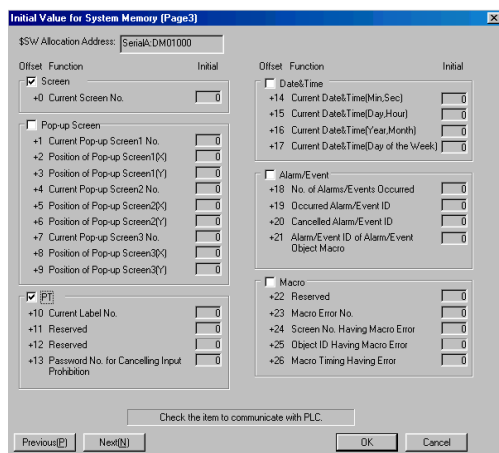 Initial Value for System Memory (Page3)
$SW Allocation Address: SerialA:DM01000
Offset Function Initial
Screen
+0 Current Screen No. 0
Pop-up Screen
+1 Current Pop-up Screen1 No. 0
+2 Position of Pop-up Screen1(X) 0
+3 Position of Pop-up Screen1(Y) 0
+4 Current Pop-up Screen2 No. 0
+5 Position of Pop-up Screen2(X) 0
+6 Position of Pop-up Screen2(Y) 0
+7 Current Pop-up Screen3 No. 0
+8 Position of Pop-up Screen3(X) 0
+9 Position of Pop-up Screen3(Y) 0
PT
+10 Current Label No. 0
+11 Reserved 0
+12 Reserved 0
+13 Password No. for Cancelling Input 0
Prohibition
Offset Function Initial
Date&Time
+14 Current Date&Time(Min,Sec) 0
+15 Current Date&Time(Day,Hour) 0
+16 Current Date&Time(Year,Month) 0
+17 Current Date&Time(Day of the Week) 0
Alarm/Event
+18 No. of Alarms/Events Occurred 0
+19 Occurred Alarm/Event ID 0
+20 Cancelled Alarm/Event ID 0
+21 Alarm/Event ID of Alarm/Event 0
Object Macro
Macro
+22 Reserved 0
+23 Macro Error No. 0
+24 Screen No. Having Macro Error 0
+25 Object ID Having Macro Error 0
+26 Macro Timing Having Error 0
Check the item to communicate with PLC.
Previous(P) Next(N) OK Cancel